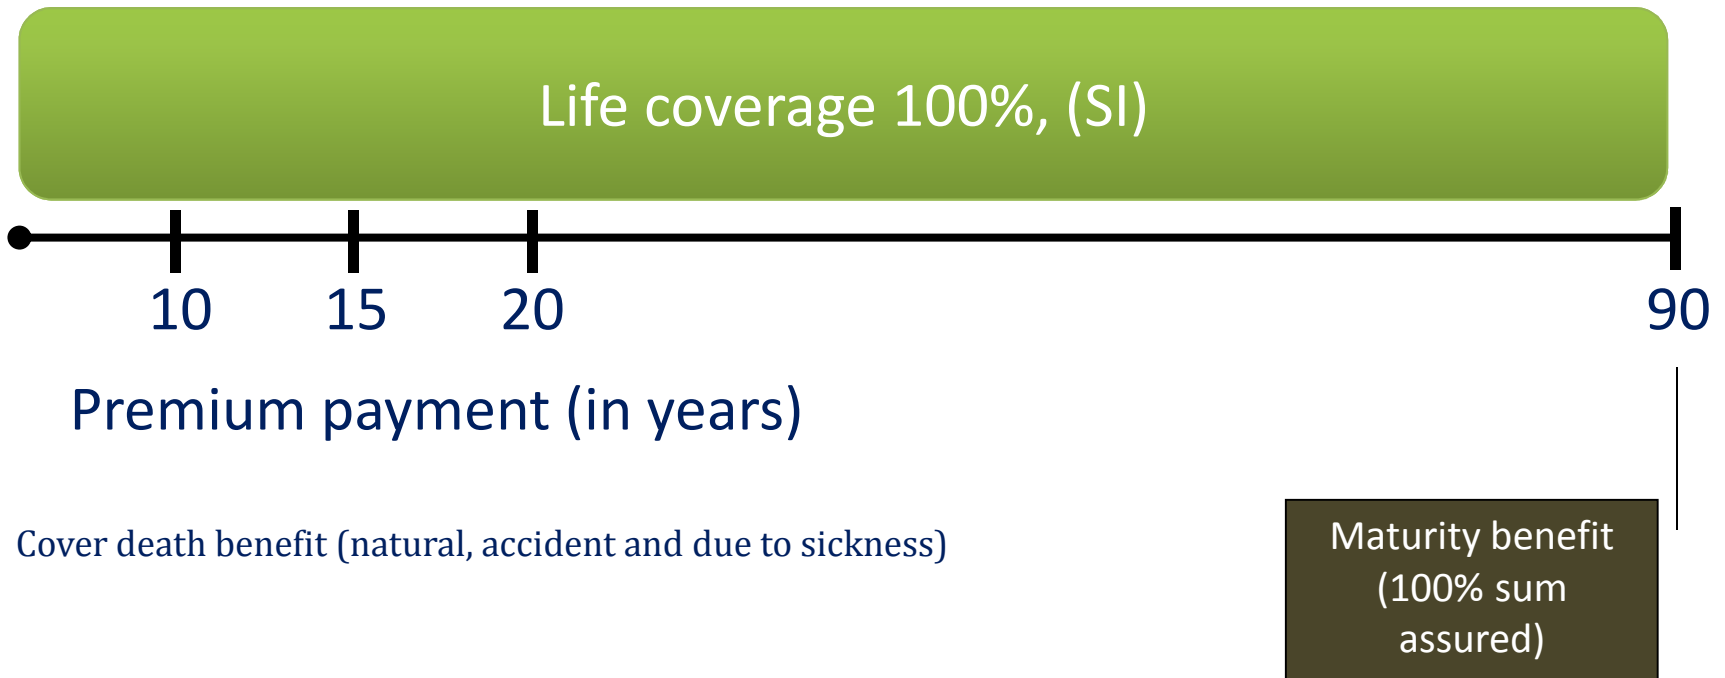 Life coverage 100%, (SI)
10 15 20 90
Premium payment (in years)
Cover death benefit (natural, accident and due to sickness)
Maturity benefit
(100% sum
assured)